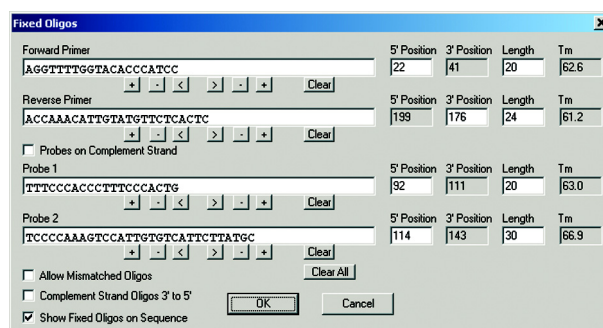 Fixed Oligos
Forward Primer 5' Position 3' Position Length Tm
AGGTTTTGGTACACCCATCC 22 41 20 62.6
+ - < > - + Clear
Reverse Primer 5' Position 3' Position Length Tm
ACCAAACATTGTATGTTCTCACTC 199 176 24 61.2
+ - < > - + Clear
Probes on Complement Strand
Probe 1 5' Position 3' Position Length Tm
TTTCCCACCCTTTCCCACTG 92 111 20 63.0
+ - < > - + Clear
Probe 2 5' Position 3' Position Length Tm
TCCCCAAAGTCCATTGTGTCATTCTTATGC 114 143 30 66.9
+ - < > - + Clear
Allow Mismatched Oligos Clear All
Complement Strand Oligos 3' to 5'
OK Cancel
Show Fixed Oligos on Sequence